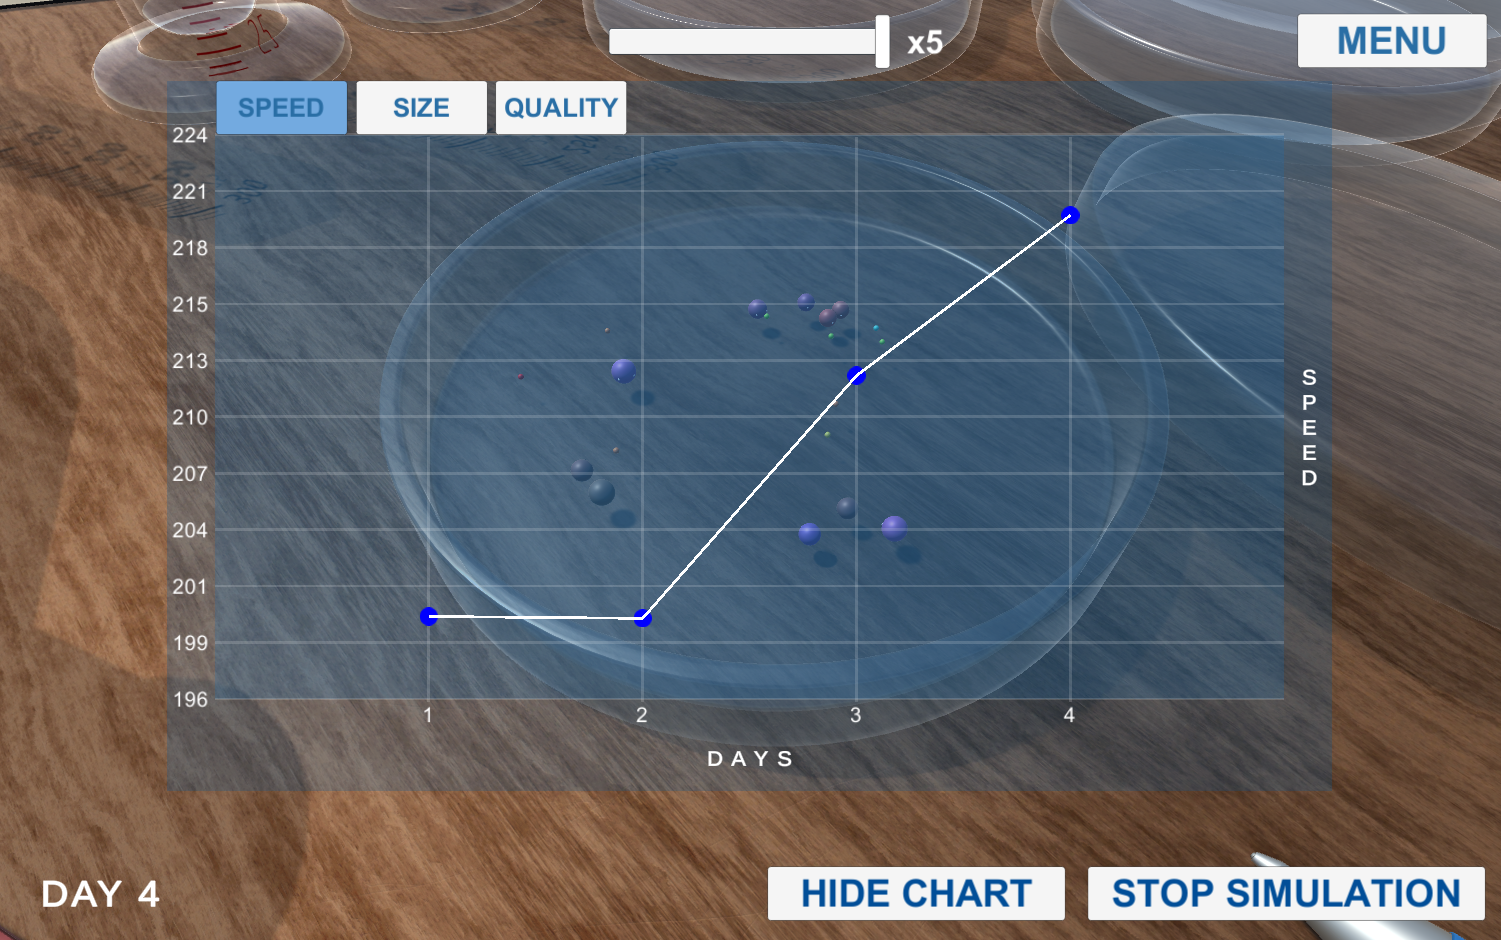 x5
MENU
SPEED SIZE QUALITY
224
221
218
215
213
210
207
204
201
199
196
1 2 3 4
DAYS
SPEED
DAY 4
HIDE CHART
STOP SIMULATION